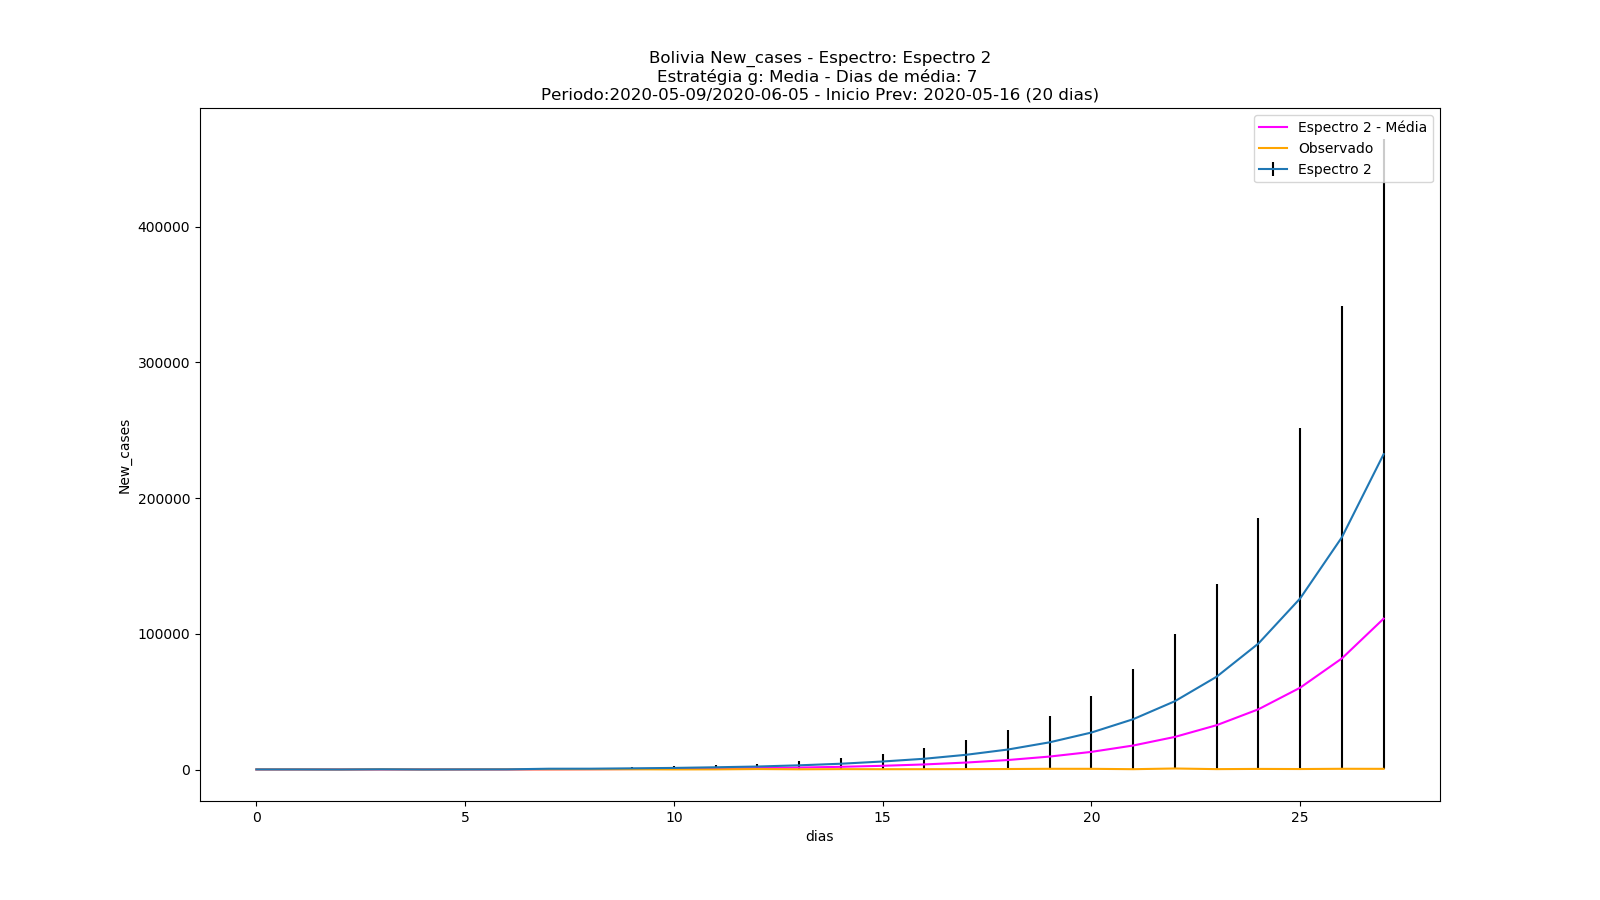 Bolivia New_cases - Espectro: Espectro 2
Estratégia g: Media - Dias de média: 7
Periodo:2020-05-09/2020-06-05 - Inicio Prev: 2020-05-16 (20 dias)
Espectro 2 - Média
Observado
Espectro 2
New_cases
400000
300000
200000
100000
0
0
5
10
15
20
25
dias